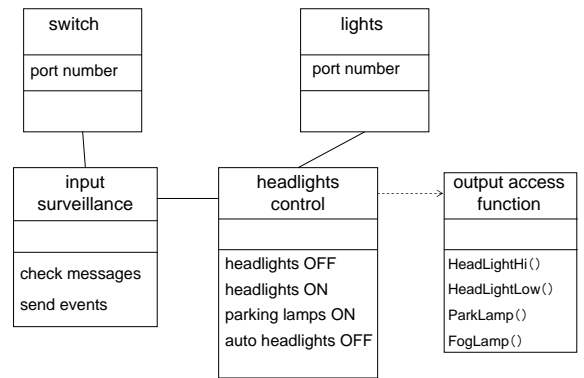 switch
port number
lights
port number
input
surveillance
check messages
send events
headlights
control
headlights OFF
headlights ON
parking lamps ON
auto headlights OFF
output access
function
HeadLightHi()
HeadLightLow()
ParkLamp()
FogLamp()